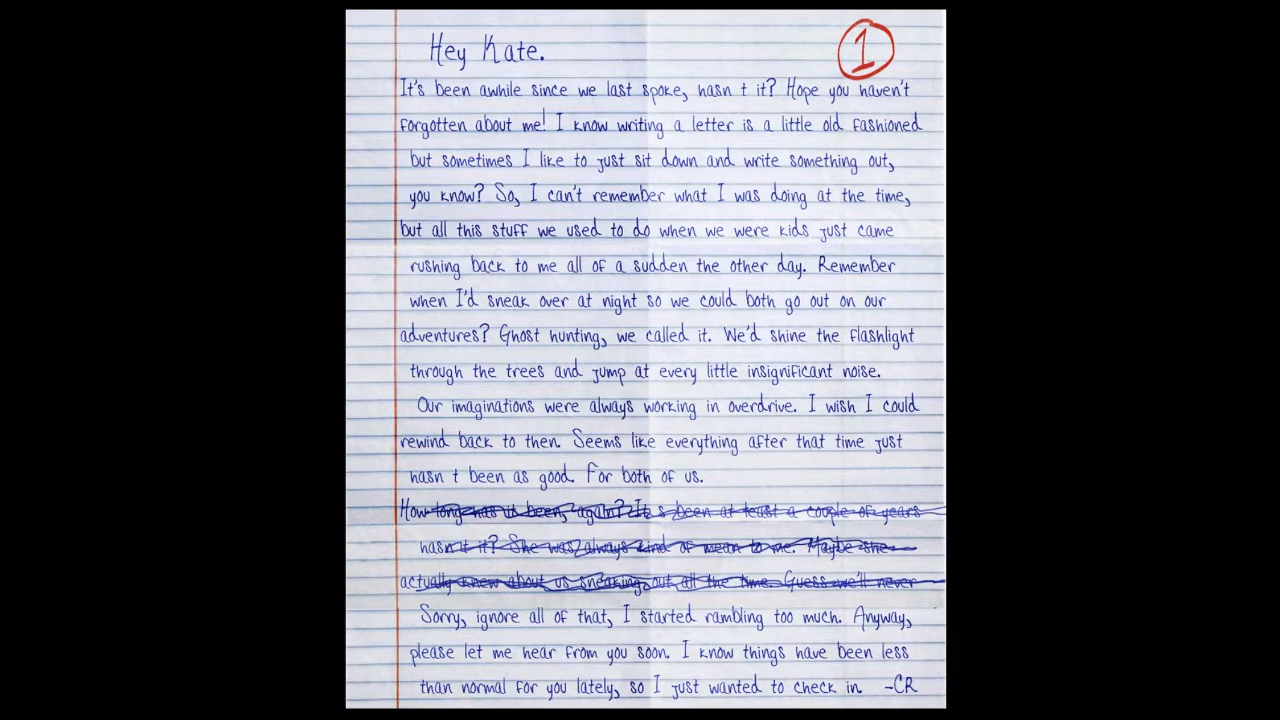 Hey Kate.
1
It's been awhile since we last spoke, hasn t it? Hope you haven't
forgotten about me! I know writing a letter is a little old fashioned
but sometimes I like to just sit down and write something out,
you know? So, I can't remember what I was doing at the time,
but all this stuff we used to do when we were kids just came
rushing back to me all of a sudden the other day. Remember
when I'd sneak over at night so we could both go out on our
adventures? Ghost hunting, we called it. We'd shine the flashlight
through the trees and jump at every little insignificant noise.
Our imaginations were always working in overdrive. I wish I could
rewind back to then. Seems like everything after that time just
hasn t been as good. For both of us.
How long has it been, again? It s been at least a couple of years
hasn t it? She was always kind of mean to me. Maybe she
actually knew about us sneaking out all the time. Guess we'll never
Sorry, ignore all of that, I started rambling too much. Anyway,
please let me hear from you soon. I know things have been less
than normal for you lately, so I just wanted to check in. -CR